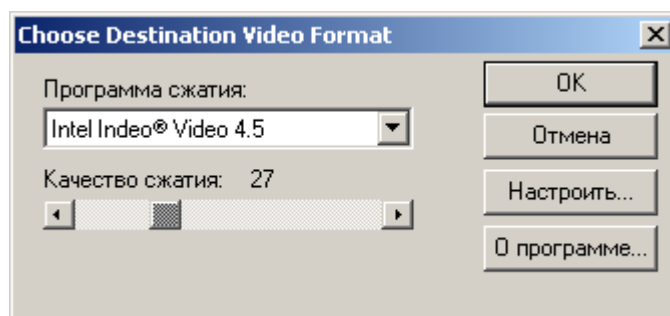 Choose Destination Video Format
Программа сжатия:
Intel Indeo® Video 4.5
Качество сжатия: 27
OK
Отмена
Настроить...
О программе...